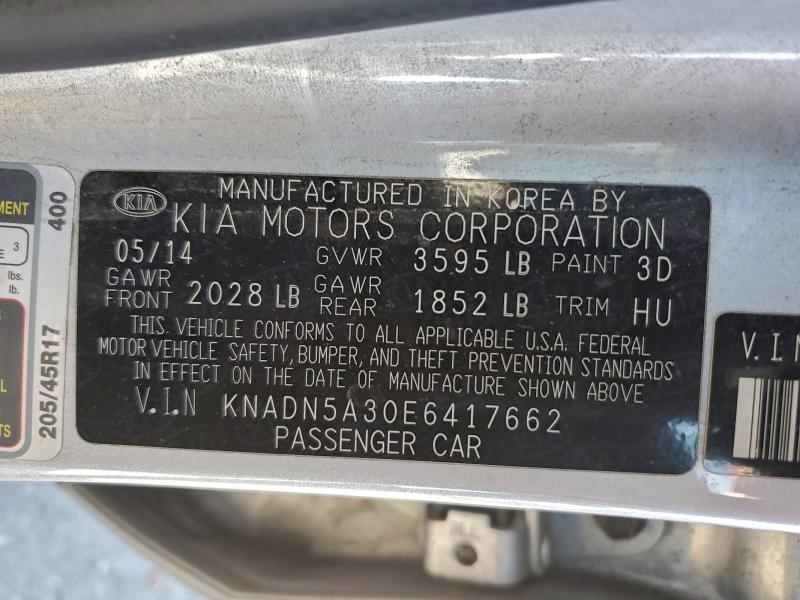 MANUFACTURED IN KOREA BY
KIA KIA MOTORS CORPORATION
05/14 GVWR 3595 LB PAINT 3D
GAWR FRONT 2028 LB GAWR REAR 1852 LB TRIM HU
THIS VEHICLE CONFORMS TO ALL APPLICABLE U.S.A. FEDERAL
MOTOR VEHICLE SAFETY, BUMPER, AND THEFT PREVENTION STANDARDS
IN EFFECT ON THE DATE OF MANUFACTURE SHOWN ABOVE
V.I.N KNADN5A30E6417662
PASSENGER CAR
400
3
lbs.
lb.
205/45R17
V.I.N